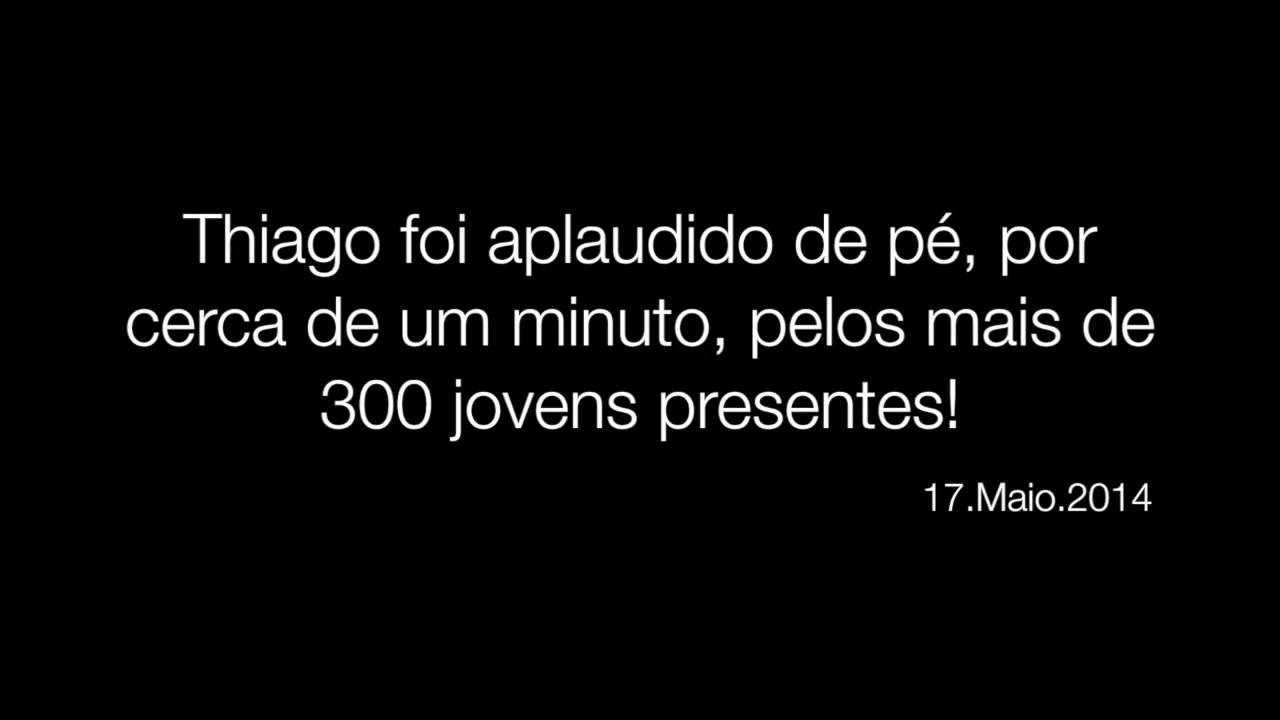 Thiago foi aplaudido de pé, por
cerca de um minuto, pelos mais de
300 jovens presentes!
17.Maio.2014